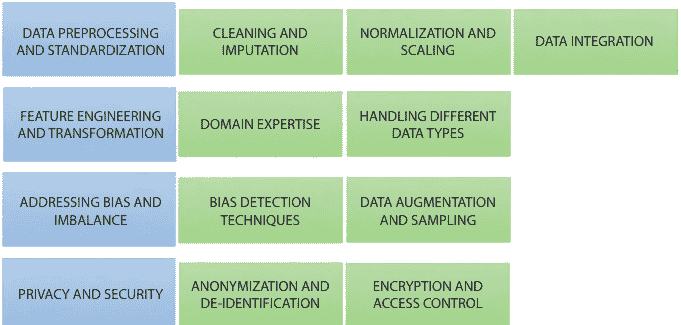 DATA PREPROCESSING
AND STANDARDIZATION
CLEANING AND
IMPUTATION
NORMALIZATION AND
SCALING
DATA INTEGRATION
FEATURE ENGINEERING
AND TRANSFORMATION
DOMAIN EXPERTISE
HANDLING DIFFERENT
DATA TYPES
ADDRESSING BIAS AND
IMBALANCE
BIAS DETECTION
TECHNIQUES
DATA AUGMENTATION
AND SAMPLING
PRIVACY AND SECURITY
ANONYMIZATION AND
DE-IDENTIFICATION
ENCRYPTION AND
ACCESS CONTROL